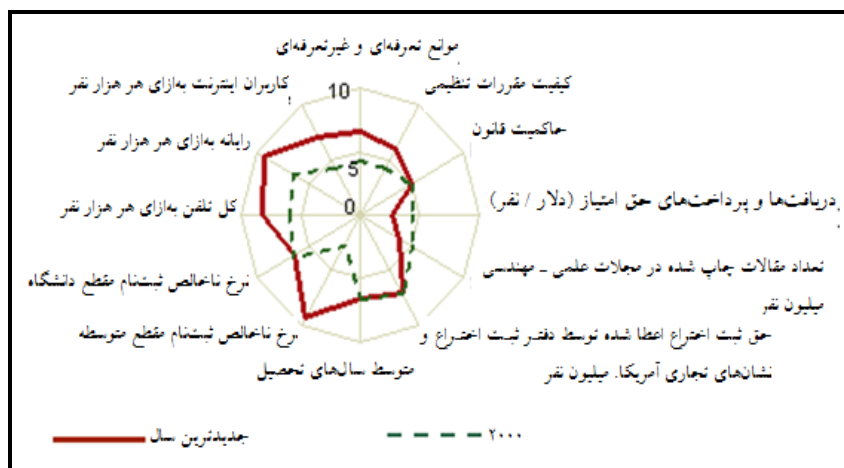 موانع تعرفه‌ای و غیرتعرفه‌ای
کیفیت مقررات تنظیمی
کاربران اینترنت به‌ازای هر هزار نفر
10
حاکمیت قانون
رایانه به‌ازای هر هزار نفر
5
دریافت‌ها و پرداخت‌های حق امتیاز (دلار / نفر)
کل تلفن به‌ازای هر هزار نفر
0
تعداد مقالات چاپ شده در مجلات علمی ـ مهندسی
میلیون نفر
نرخ ناخالص ثبت‌نام مقطع دانشگاه
حق ثبت اختراع اعطا شده توسط دفتر ثبت اختراع و
نشان‌های تجاری آمریکا. میلیون نفر
نرخ ناخالص ثبت‌نام مقطع متوسطه
متوسط سال‌های تحصیل
جدیدترین سال
۲۰۰۰